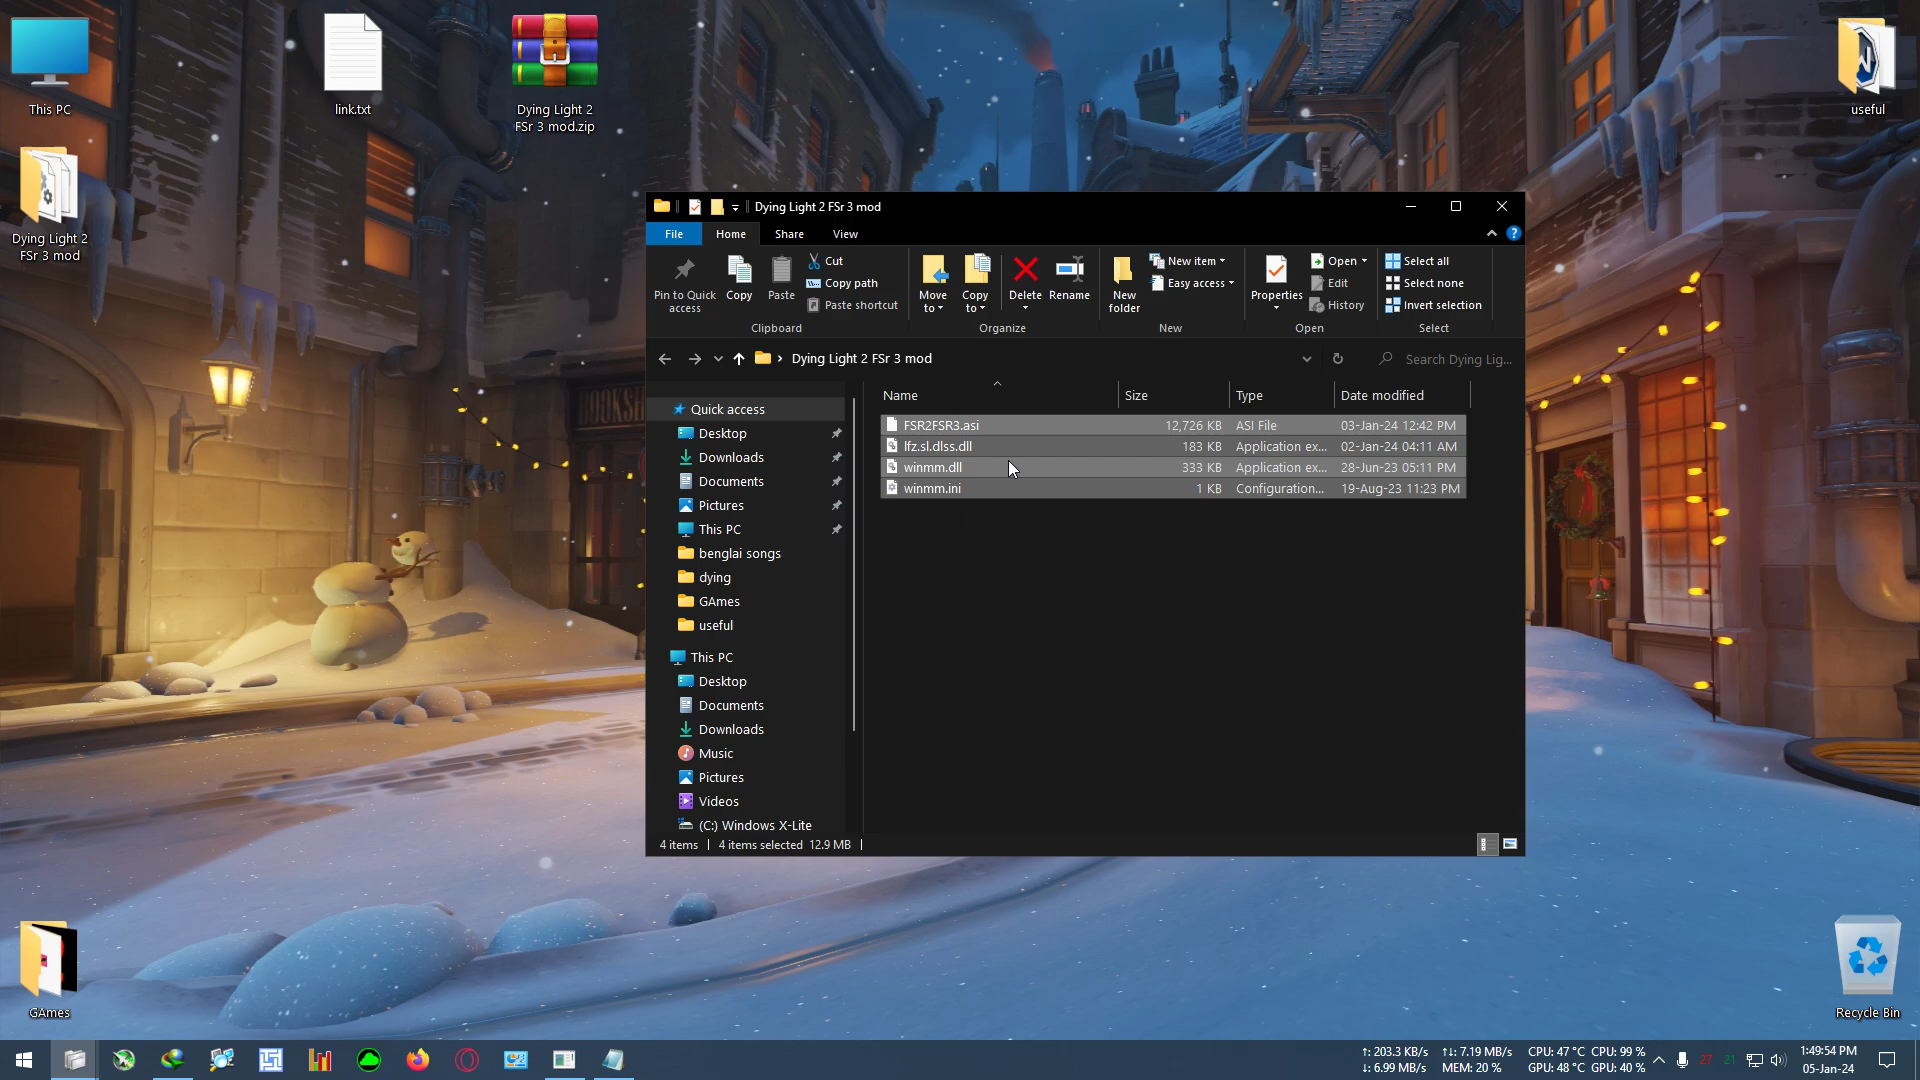 This PC
link.txt
Dying Light 2
FSr 3 mod.zip
useful
Dying Light 2
FSr 3 mod
GAmes
Recycle Bin
BOOKSH
Dying Light 2 FSr 3 mod
File
Home
Share
View
Pin to Quick
access
Copy
Paste
Cut
Copy path
Paste shortcut
Clipboard
Move
to
Copy
to
Delete
Rename
Organize
New
folder
New item
Easy access
New
Properties
Open
Edit
History
Open
Select all
Select none
Invert selection
Select
Dying Light 2 FSr 3 mod
Search Dying Lig...
Quick access
Desktop
Downloads
Documents
Pictures
This PC
benglai songs
dying
GAmes
useful
This PC
Desktop
Documents
Downloads
Music
Pictures
Videos
(C:) Windows X-Lite
Name Size Type Date modified
FSR2FSR3.asi 12,726 KB ASI File 03-Jan-24 12:42 PM
lfz.sl.dlss.dll 183 KB Application ex... 02-Jan-24 04:11 AM
winmm.dll 333 KB Application ex... 28-Jun-23 05:11 PM
winmm.ini 1 KB Configuration... 19-Aug-23 11:23 PM
4 items 4 items selected 12.9 MB
↑: 203.3 KB/s ↑↓: 7.19 MB/s CPU: 47 °C CPU: 99 %
↓: 6.99 MB/s MEM: 20 % GPU: 48 °C GPU: 40 %
27 21
1:49:54 PM
05-Jan-24